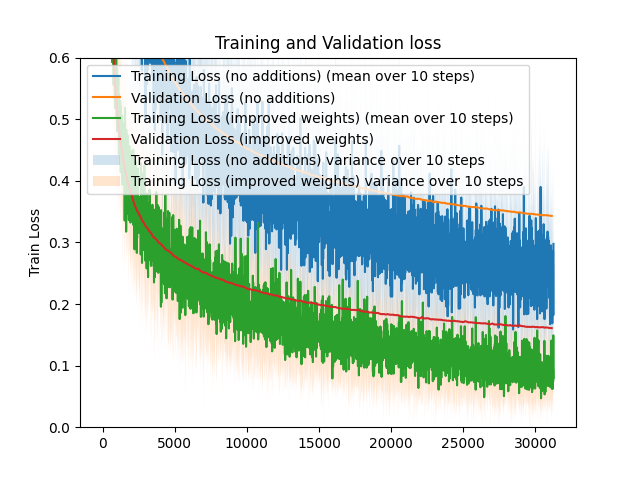 Training and Validation loss
0.6
0.5
0.4
0.3
0.2
0.1
0.0
Train Loss
Training Loss (no additions) (mean over 10 steps)
Validation Loss (no additions)
Training Loss (improved weights) (mean over 10 steps)
Validation Loss (improved weights)
Training Loss (no additions) variance over 10 steps
Training Loss (improved weights) variance over 10 steps
0 5000 10000 15000 20000 25000 30000